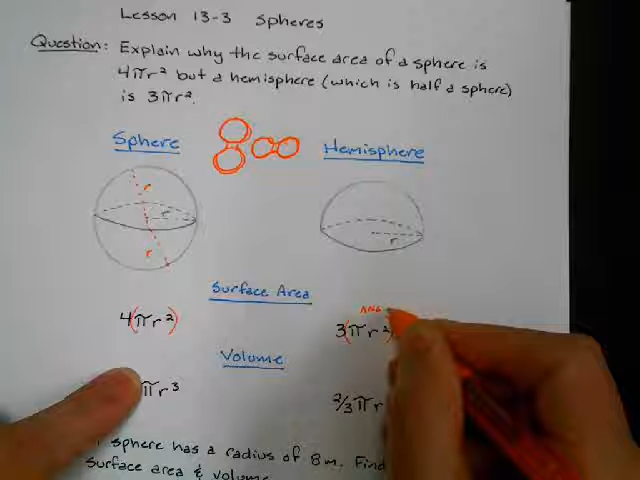 Lesson 13-3 Spheres
Question: Explain why the surface area of a sphere is
4πr² but a hemisphere (which is half a sphere)
is 3πr².
Sphere
Hemisphere
r
r
r
r
Surface Area
4(πr²)
3(πr²
Volume
πr³
2/3πr
sphere has a radius of 8m. Find
surface area & volume